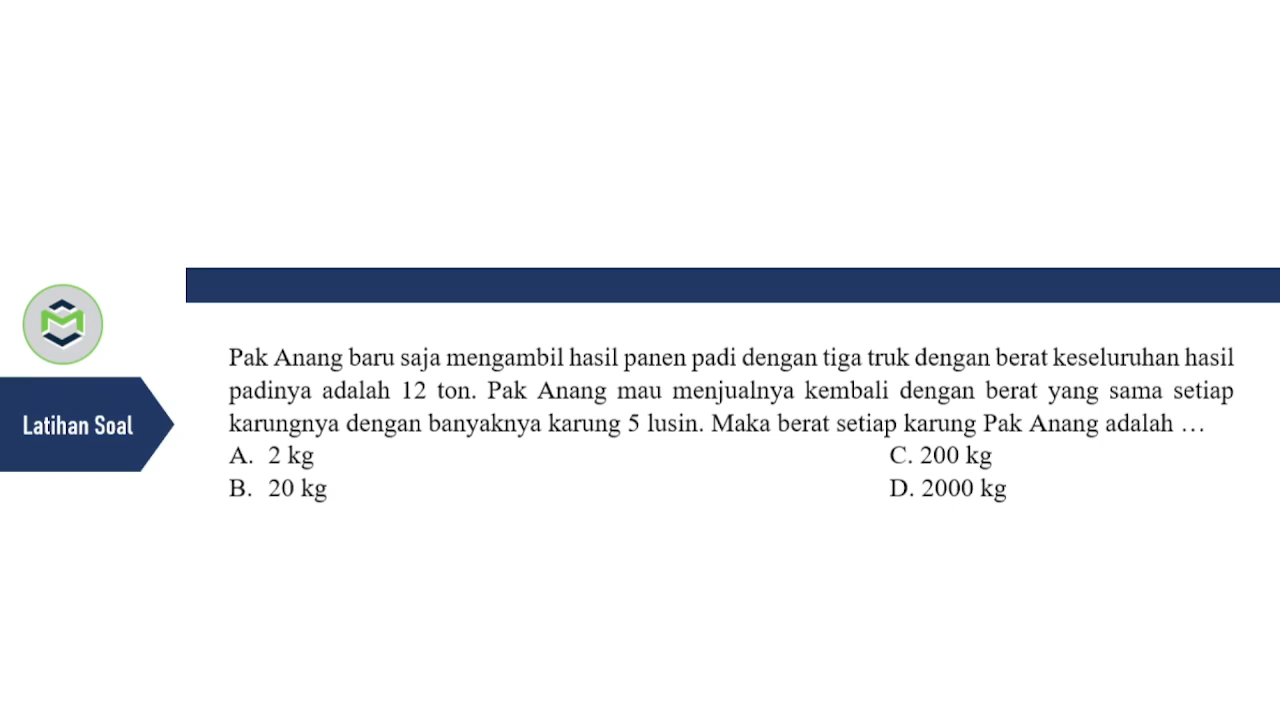 Pak Anang baru saja mengambil hasil panen padi dengan tiga truk dengan berat keseluruhan hasil
padinya adalah 12 ton. Pak Anang mau menjualnya kembali dengan berat yang sama setiap
Latihan Soal
karungnya dengan banyaknya karung 5 lusin. Maka berat setiap karung Pak Anang adalah …
A. 2 kg
C. 200 kg
B. 20 kg
D. 2000 kg